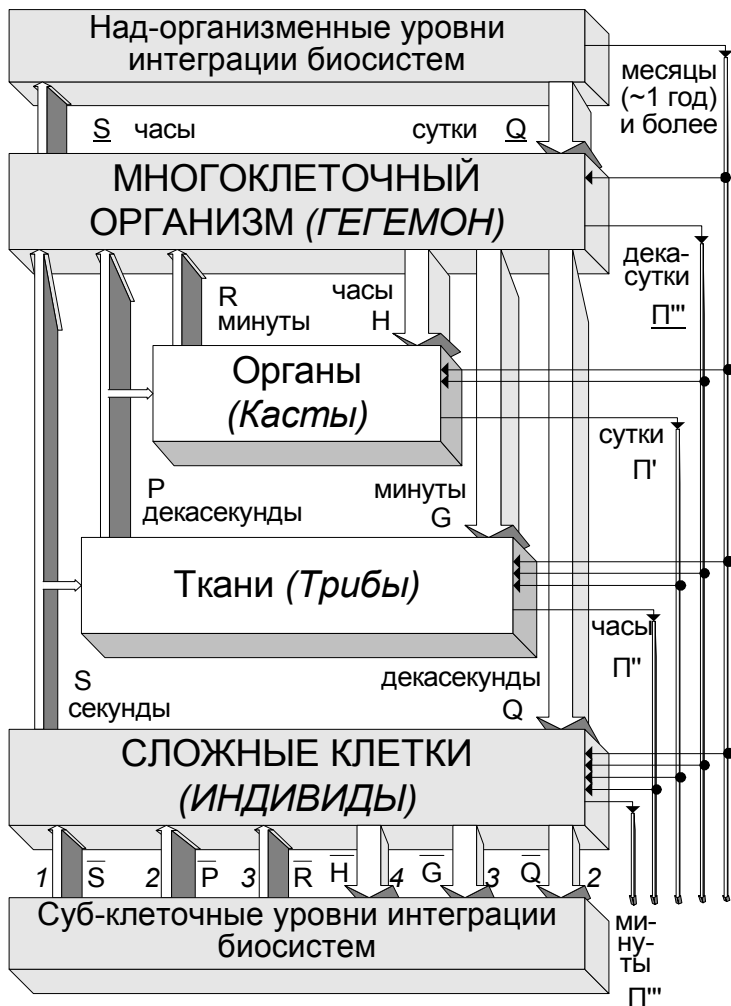 Над-организменные уровни
интеграции биосистем
месяцы
(~1 год)
и более
S часы
сутки Q
МНОГОКЛЕТОЧНЫЙ
ОРГАНИЗМ (ГЕГЕМОН)
дека-
сутки
П'''
R
минуты
часы
H
Органы
(Касты)
сутки
П'
P
декасекунды
минуты
G
Ткани (Трибы)
часы
П''
S
секунды
декасекунды
Q
СЛОЖНЫЕ КЛЕТКИ
(ИНДИВИДЫ)
1 S̅ 2 P̅ 3 R̅ H̅ 4 G̅ 3 Q̅ 2
Суб-клеточные уровни интеграции
биосистем
ми-
ну-
ты
П'''